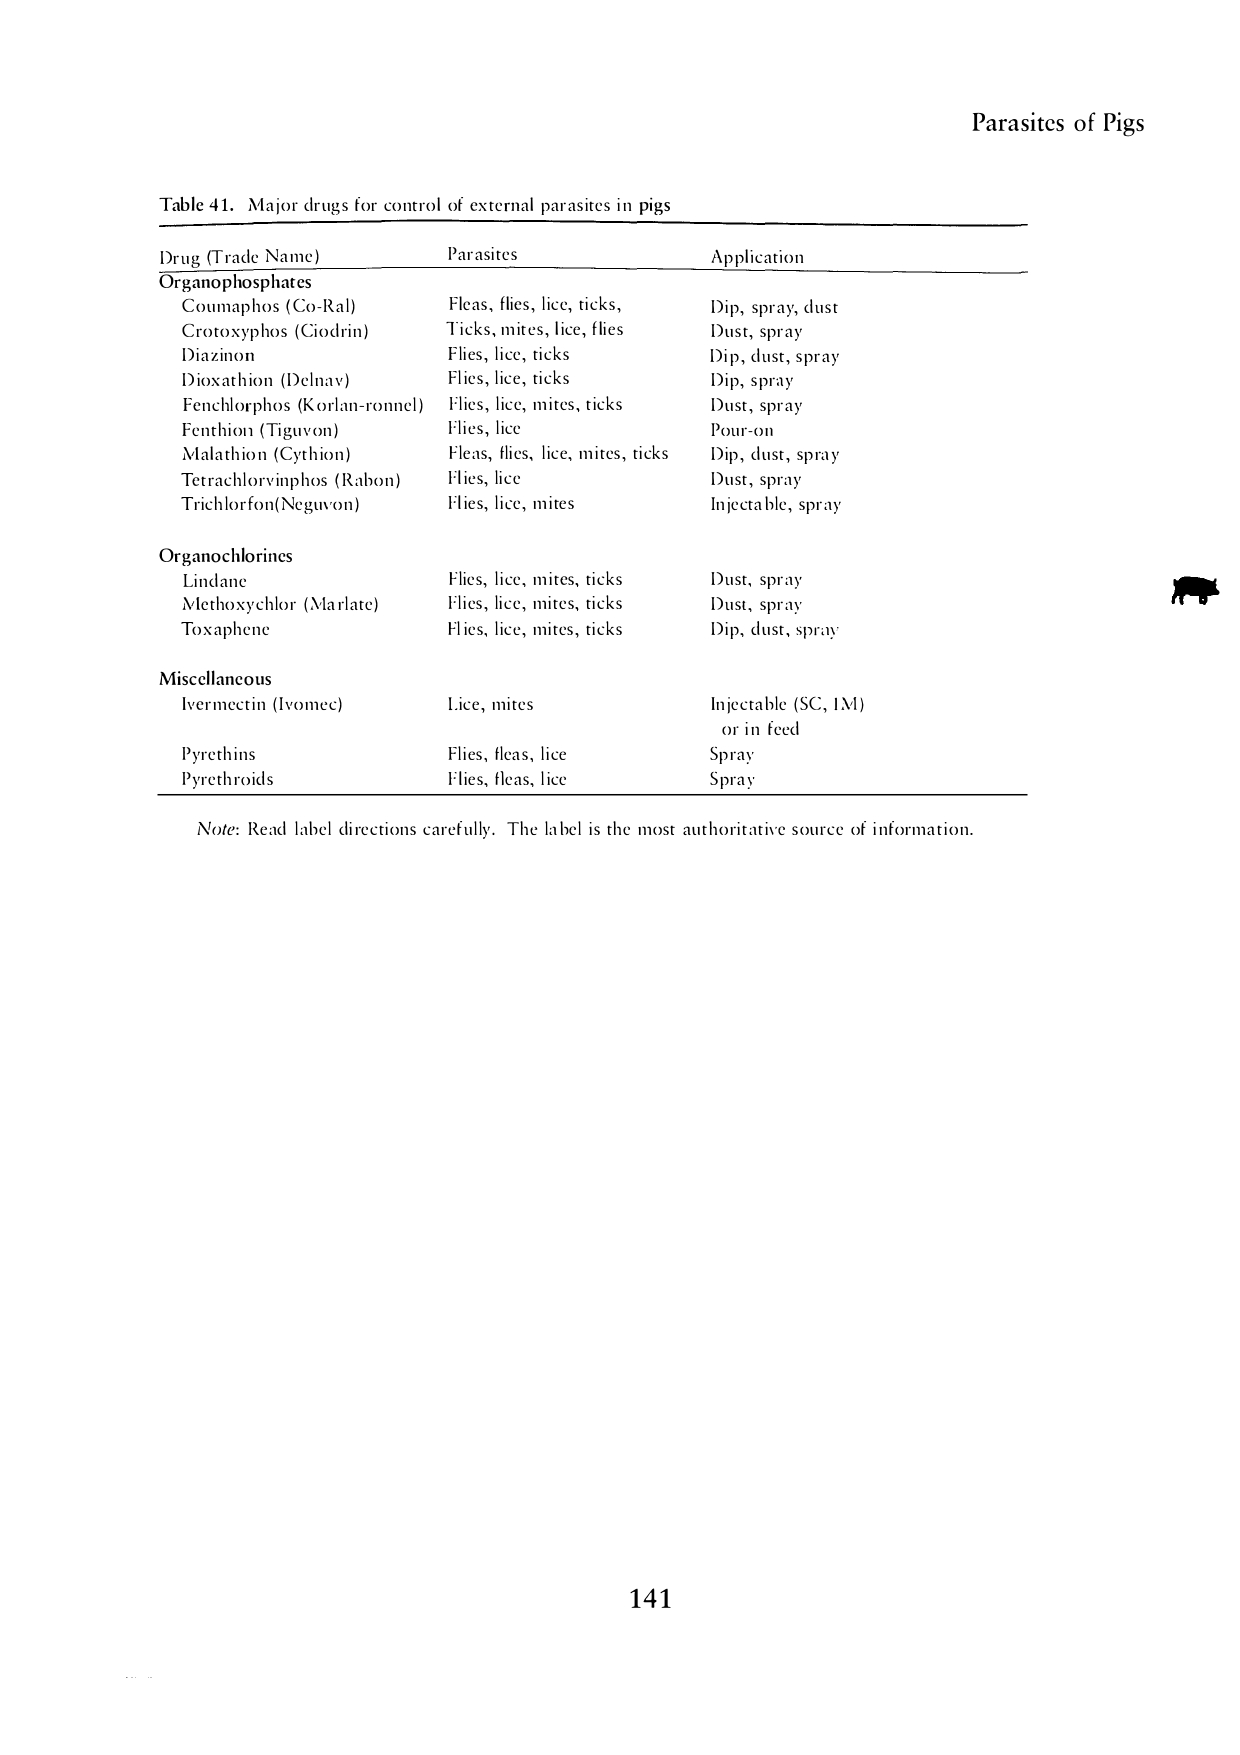 Parasites of Pigs
Table 41. Major drugs for control of external parasites in pigs
Drug (Trade Name) Parasites Application
Organophosphates
Coumaphos (Co-Ral) Fleas, flies, lice, ticks, Dip, spray, dust
Crotoxyphos (Ciodrin) Ticks, mites, lice, flies Dust, spray
Diazinon Flies, lice, ticks Dip, dust, spray
Dioxathion (Delnav) Flies, lice, ticks Dip, spray
Fenchlorphos (Korlan-ronnel) Flies, lice, mites, ticks Dust, spray
Fenthion (Tiguvon) Flies, lice Pour-on
Malathion (Cythion) Fleas, flies, lice, mites, ticks Dip, dust, spray
Tetrachlorvinphos (Rabon) Flies, lice Dust, spray
Trichlorfon(Neguvon) Flies, lice, mites Injectable, spray
Organochlorines
Lindane Flies, lice, mites, ticks Dust, spray
Methoxychlor (Marlate) Flies, lice, mites, ticks Dust, spray
Toxaphene Flies, lice, mites, ticks Dip, dust, spray
Miscellaneous
Ivermectin (Ivomec) Lice, mites Injectable (SC, IM)
or in feed
Pyrethins Flies, fleas, lice Spray
Pyrethroids Flies, fleas, lice Spray
Note: Read label directions carefully. The label is the most authoritative source of information.
141